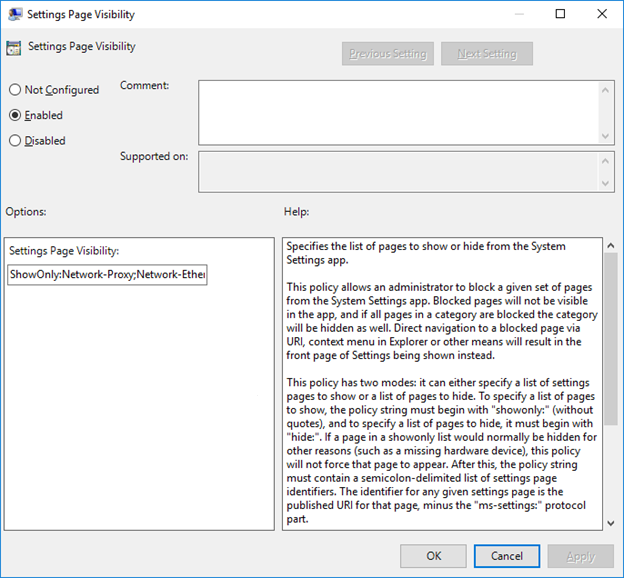 Settings Page Visibility
Settings Page Visibility
Previous Setting
Next Setting
Not Configured
Enabled
Disabled
Comment:
Supported on:
Options:
Help:
Settings Page Visibility:
ShowOnly:Network-Proxy;Network-Ether
Specifies the list of pages to show or hide from the System
Settings app.
This policy allows an administrator to block a given set of pages
from the System Settings app. Blocked pages will not be visible
in the app, and if all pages in a category are blocked the category
will be hidden as well. Direct navigation to a blocked page via
URI, context menu in Explorer or other means will result in the
front page of Settings being shown instead.
This policy has two modes: it can either specify a list of settings
pages to show or a list of pages to hide. To specify a list of pages
to show, the policy string must begin with "showonly:" (without
quotes), and to specify a list of pages to hide, it must begin with
"hide:". If a page in a showonly list would normally be hidden for
other reasons (such as a missing hardware device), this policy
will not force that page to appear. After this, the policy string
must contain a semicolon-delimited list of settings page
identifiers. The identifier for any given settings page is the
published URI for that page, minus the "ms-settings:" protocol
part.
OK
Cancel
Apply